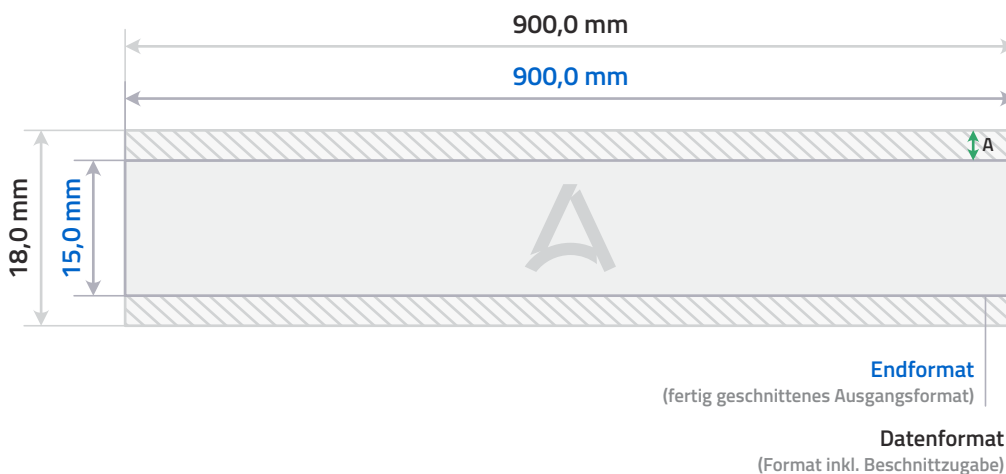 900,0 mm
900,0 mm
A
18,0 mm
15,0 mm
Endformat
(fertig geschnittenes Ausgangsformat)
Datenformat
(Format inkl. Beschnittzugabe)